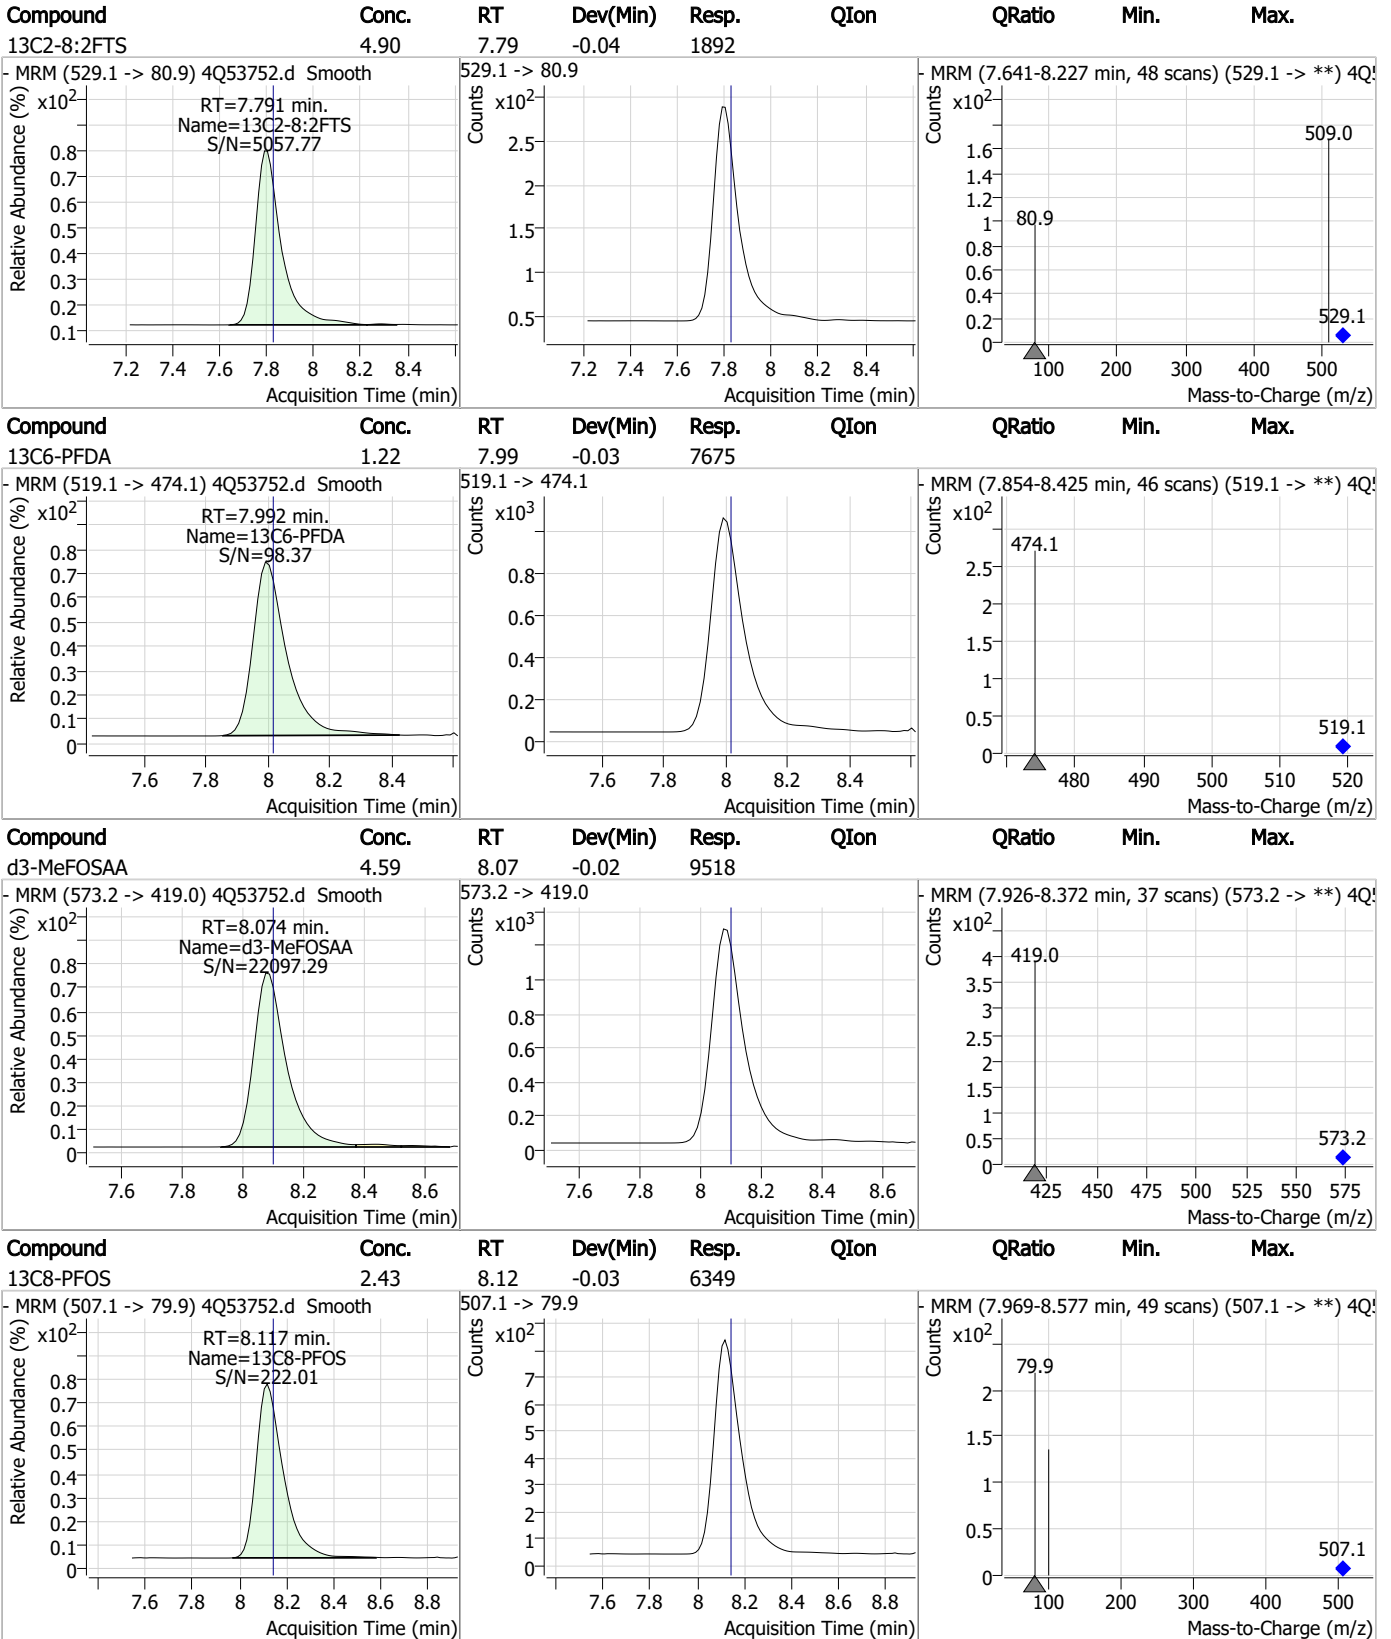 Compound Conc. RT Dev(Min) Resp. QIon QRatio Min. Max.
13C2-8:2FTS 4.90 7.79 -0.04 1892
- MRM (529.1 -> 80.9) 4Q53752.d Smooth
Relative Abundance (%)
x10²
RT=7.791 min.
Name=13C2-8:2FTS
S/N=5057.77
0.8
0.7
0.6
0.5
0.4
0.3
0.2
0.1
7.2 7.4 7.6 7.8 8 8.2 8.4
Acquisition Time (min)
529.1 -> 80.9
Counts
x10²
2.5
2
1.5
1
0.5
7.2 7.4 7.6 7.8 8 8.2 8.4
Acquisition Time (min)
- MRM (7.641-8.227 min, 48 scans) (529.1 -> **) 4Q5
Counts
x10²
509.0
80.9
529.1
1.6
1.4
1.2
1
0.8
0.6
0.4
0.2
0
100 200 300 400 500
Mass-to-Charge (m/z)
Compound Conc. RT Dev(Min) Resp. QIon QRatio Min. Max.
13C6-PFDA 1.22 7.99 -0.03 7675
- MRM (519.1 -> 474.1) 4Q53752.d Smooth
Relative Abundance (%)
x10²
RT=7.992 min.
Name=13C6-PFDA
S/N=98.37
0.8
0.7
0.6
0.5
0.4
0.3
0.2
0.1
0
7.6 7.8 8 8.2 8.4
Acquisition Time (min)
519.1 -> 474.1
Counts
x10³
0.8
0.6
0.4
0.2
0
7.6 7.8 8 8.2 8.4
Acquisition Time (min)
- MRM (7.854-8.425 min, 46 scans) (519.1 -> **) 4Q5
Counts
x10²
474.1
519.1
2.5
2
1.5
1
0.5
0
480 490 500 510 520
Mass-to-Charge (m/z)
Compound Conc. RT Dev(Min) Resp. QIon QRatio Min. Max.
d3-MeFOSAA 4.59 8.07 -0.02 9518
- MRM (573.2 -> 419.0) 4Q53752.d Smooth
Relative Abundance (%)
x10²
RT=8.074 min.
Name=d3-MeFOSAA
S/N=22097.29
0.8
0.7
0.6
0.5
0.4
0.3
0.2
0.1
0
7.6 7.8 8 8.2 8.4 8.6
Acquisition Time (min)
573.2 -> 419.0
Counts
x10³
1
0.8
0.6
0.4
0.2
0
7.6 7.8 8 8.2 8.4 8.6
Acquisition Time (min)
- MRM (7.926-8.372 min, 37 scans) (573.2 -> **) 4Q5
Counts
x10²
419.0
573.2
4
3.5
3
2.5
2
1.5
1
0.5
0
425 450 475 500 525 550 575
Mass-to-Charge (m/z)
Compound Conc. RT Dev(Min) Resp. QIon QRatio Min. Max.
13C8-PFOS 2.43 8.12 -0.03 6349
- MRM (507.1 -> 79.9) 4Q53752.d Smooth
Relative Abundance (%)
x10²
RT=8.117 min.
Name=13C8-PFOS
S/N=222.01
0.8
0.7
0.6
0.5
0.4
0.3
0.2
0.1
0
7.6 7.8 8 8.2 8.4 8.6 8.8
Acquisition Time (min)
507.1 -> 79.9
Counts
x10²
7
6
5
4
3
2
1
0
7.6 7.8 8 8.2 8.4 8.6 8.8
Acquisition Time (min)
- MRM (7.969-8.577 min, 49 scans) (507.1 -> **) 4Q5
Counts
x10²
79.9
507.1
2
1.5
1
0.5
0
100 200 300 400 500
Mass-to-Charge (m/z)